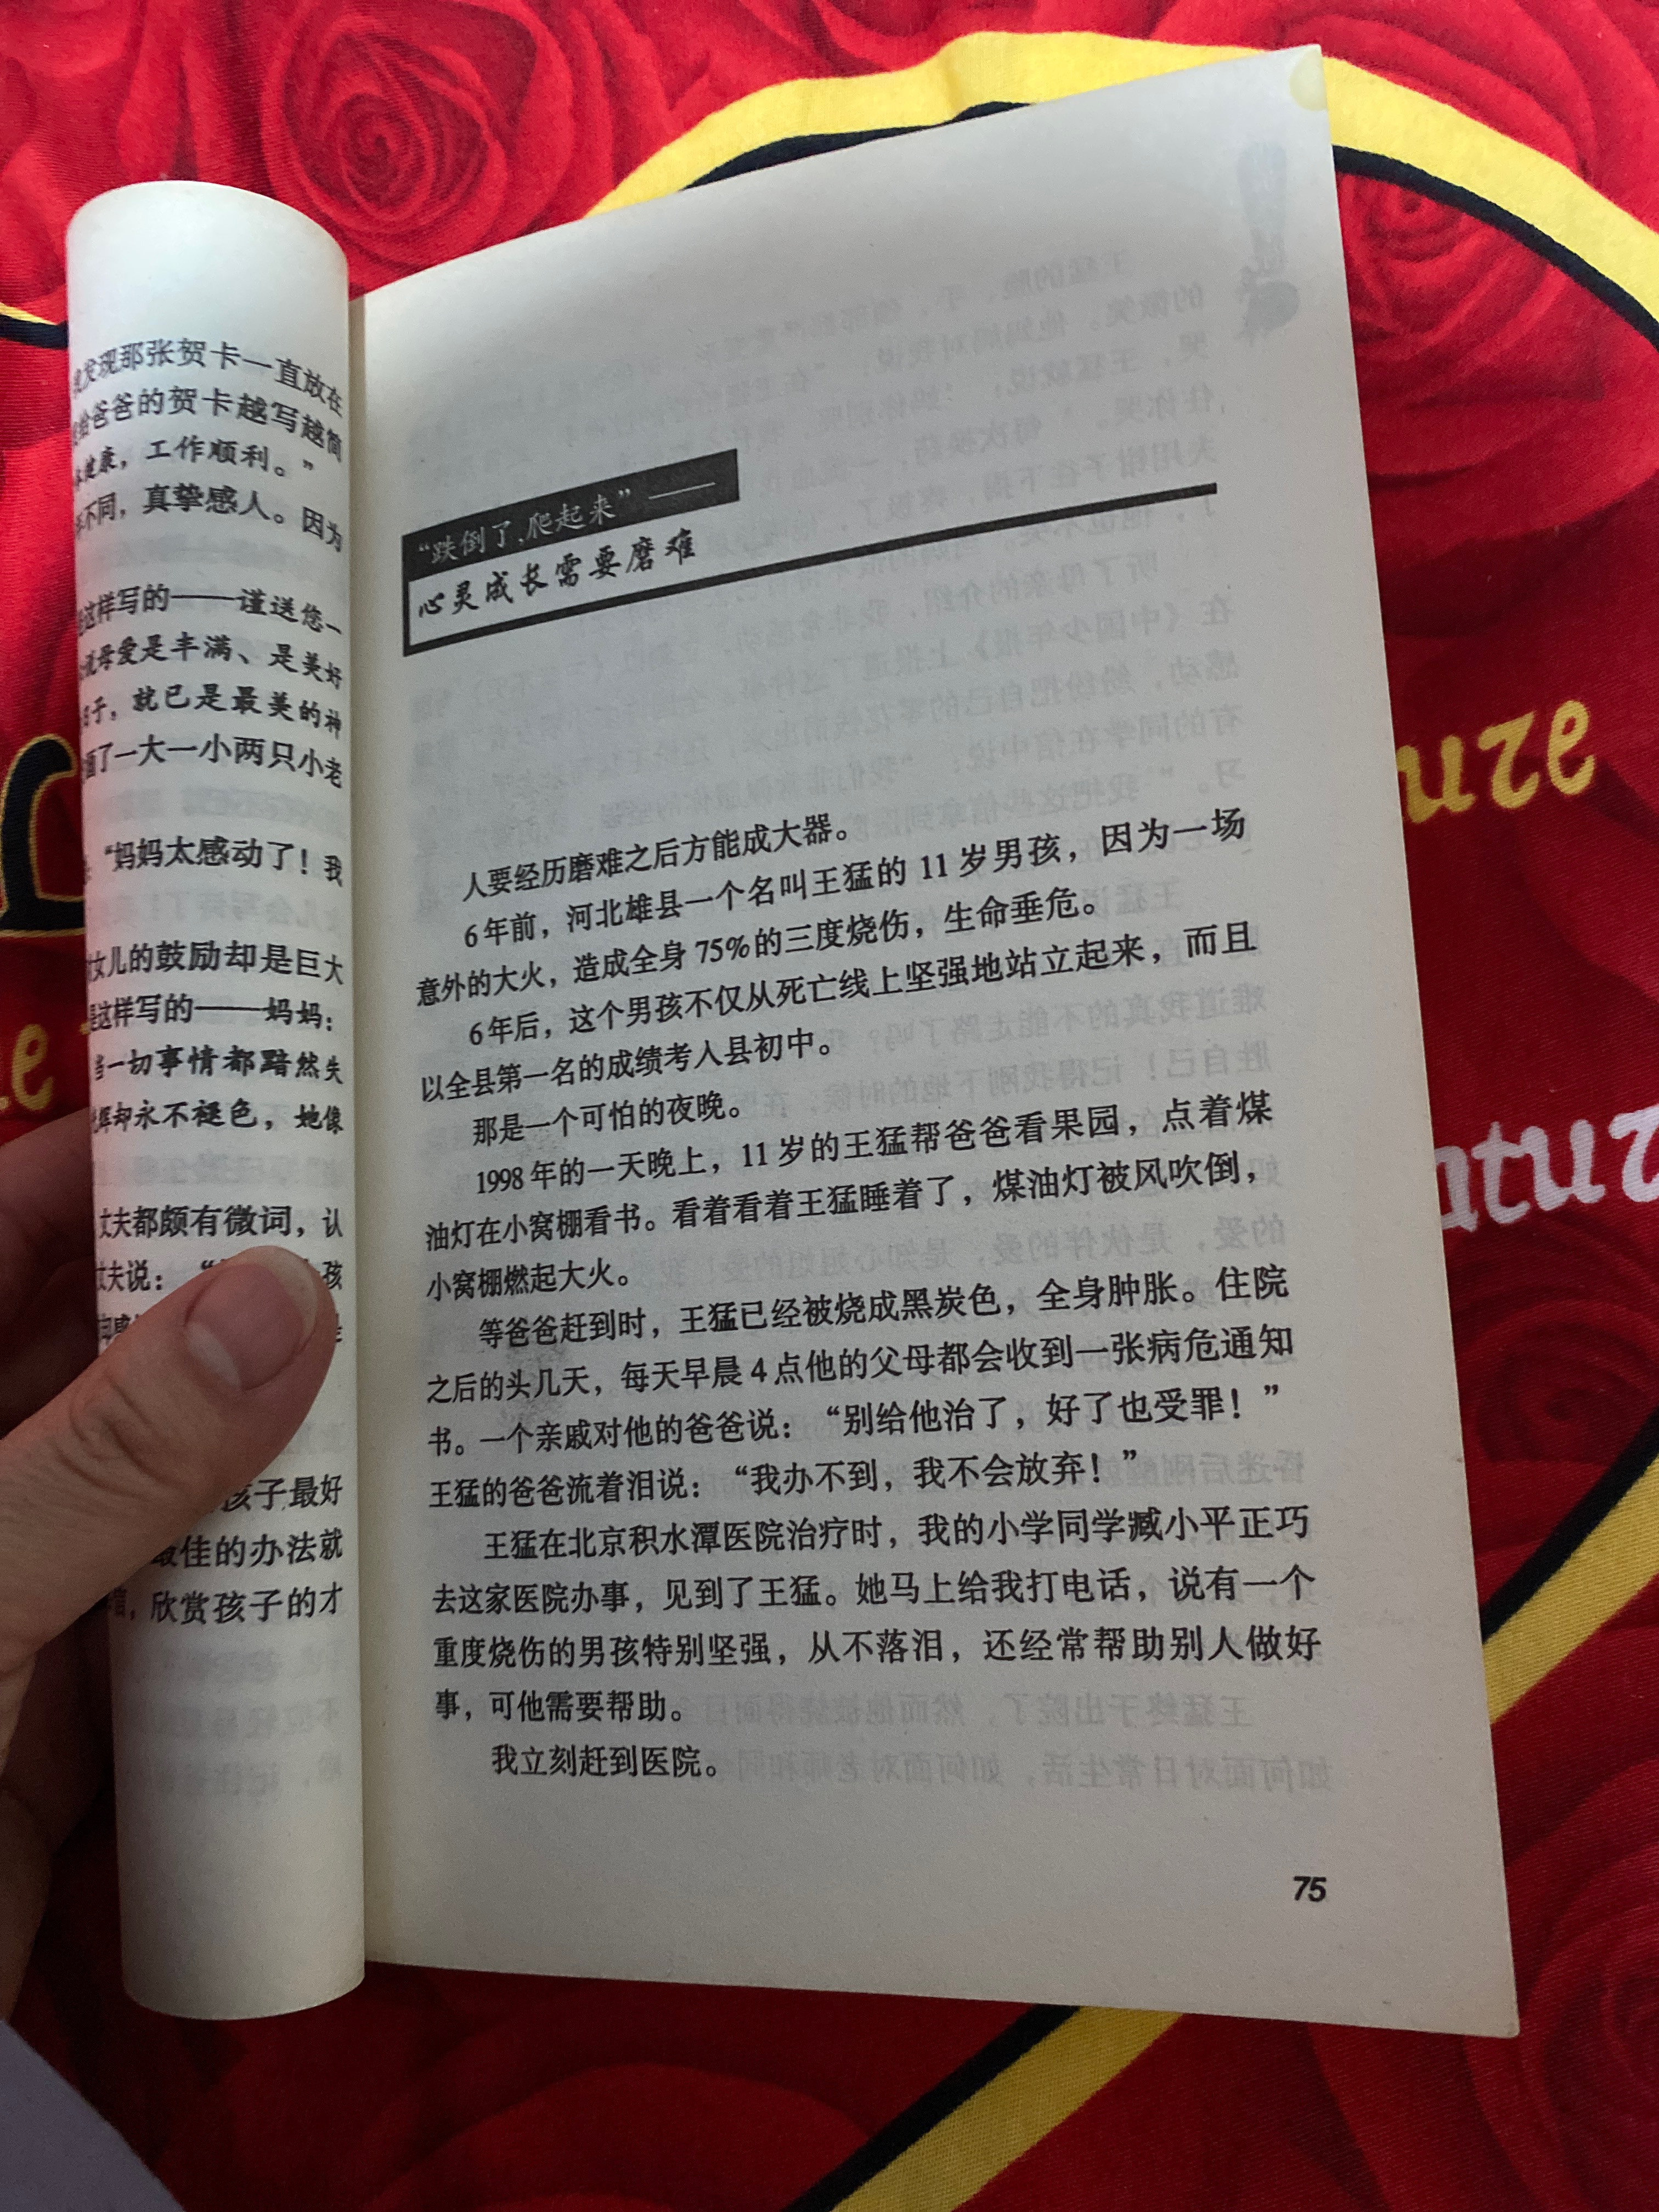 发现那张贺卡一直放在
给爸爸的贺卡越写越简
健康，工作顺利。”
不同，真挚感人。因为
这样写的——谨送您一
说母爱是丰满、是美好
日子，就已是最美的神
画了一大一小两只小老
“妈妈太感动了！我
女儿的鼓励却是巨大
是这样写的——妈妈：
当一切事情都黯然失
辉却永不褪色，她像
丈夫都颇有微词，认
丈夫说：“
孩
孩子最好
最佳的办法就
欣赏孩子的才
“跌倒了，爬起来”——
心灵成长需要磨难
人要经历磨难之后方能成大器。
6年前，河北雄县一个名叫王猛的 11 岁男孩，因为一场
意外的大火，造成全身 75%的三度烧伤，生命垂危。
6年后，这个男孩不仅从死亡线上坚强地站立起来，而且
以全县第一名的成绩考人县初中。
那是一个可怕的夜晚。
1998 年的一天晚上，11 岁的王猛帮爸爸看果园，点着煤
油灯在小窝棚看书。看着看着王猛睡着了，煤油灯被风吹倒，
小窝棚燃起大火。
等爸爸赶到时，王猛已经被烧成黑炭色，全身肿胀。住院
之后的头几天，每天早晨 4 点他的父母都会收到一张病危通知
书。一个亲戚对他的爸爸说：“别给他治了，好了也受罪！”
王猛的爸爸流着泪说：“我办不到，我不会放弃！”
王猛在北京积水潭医院治疗时，我的小学同学臧小平正巧
去这家医院办事，见到了王猛。她马上给我打电话，说有一个
重度烧伤的男孩特别坚强，从不落泪，还经常帮助别人做好
事，可他需要帮助。
我立刻赶到医院。
75
ure
atur
e